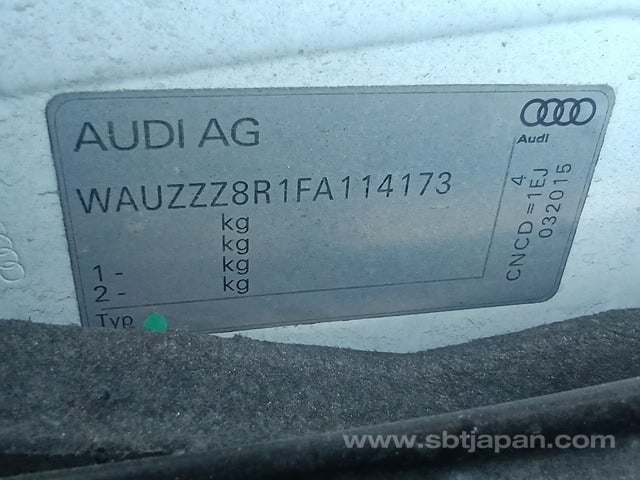 AUDI AG
Audi
WAUZZZ8R1FA114173
kg
kg
1 - kg
2 - kg
Typ
4
CNCD = 1EJ
032015
www.sbtjapan.com